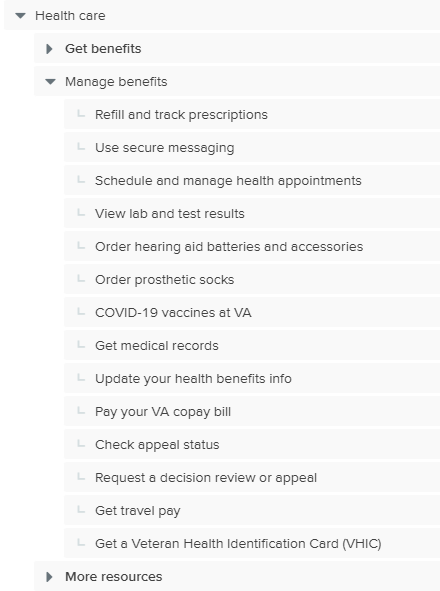 Health care
Get benefits
Manage benefits
Refill and track prescriptions
Use secure messaging
Schedule and manage health appointments
View lab and test results
Order hearing aid batteries and accessories
Order prosthetic socks
COVID-19 vaccines at VA
Get medical records
Update your health benefits info
Pay your VA copay bill
Check appeal status
Request a decision review or appeal
Get travel pay
Get a Veteran Health Identification Card (VHIC)
More resources